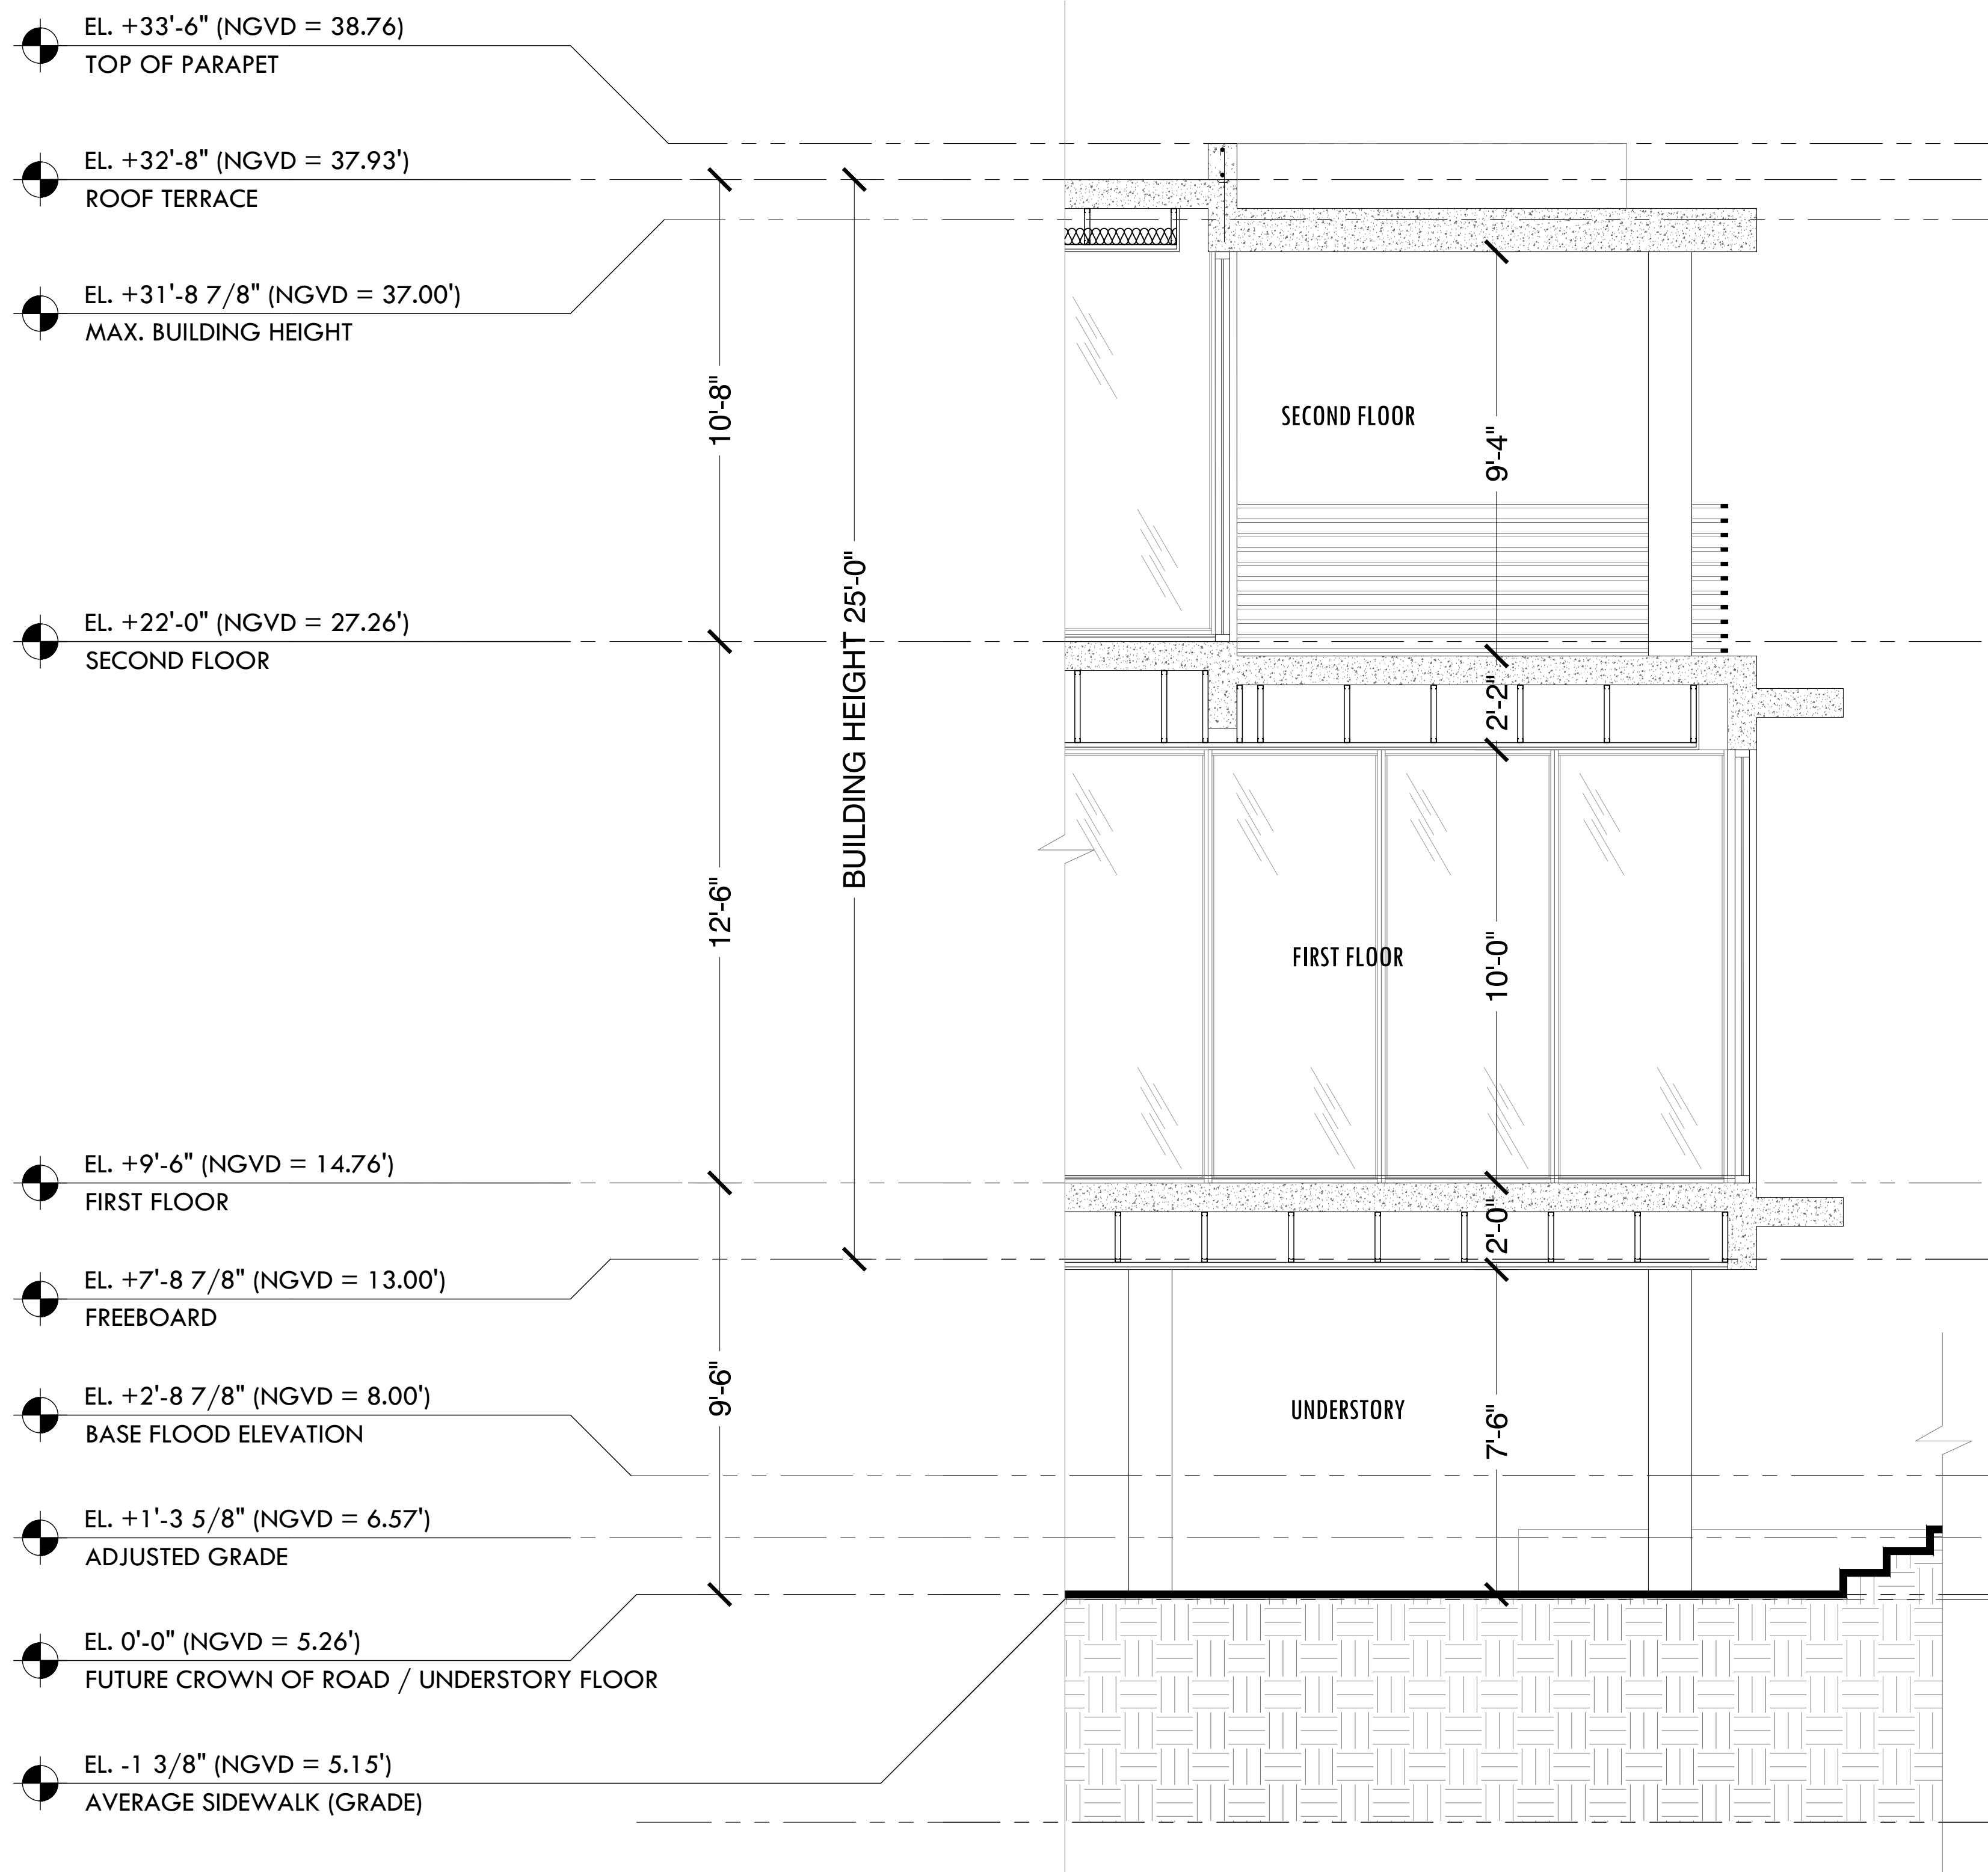 EL. +33'-6" (NGVD = 38.76)
TOP OF PARAPET
EL. +32'-8" (NGVD = 37.93')
ROOF TERRACE
EL. +31'-8 7/8" (NGVD = 37.00')
MAX. BUILDING HEIGHT
10'-8"
SECOND FLOOR
9'-4"
EL. +22'-0" (NGVD = 27.26')
SECOND FLOOR
BUILDING HEIGHT 25'-0"
2'-2"
12'-6"
FIRST FLOOR
10'-0"
EL. +9'-6" (NGVD = 14.76')
FIRST FLOOR
2'-0"
EL. +7'-8 7/8" (NGVD = 13.00')
FREEBOARD
9'-6"
EL. +2'-8 7/8" (NGVD = 8.00')
BASE FLOOD ELEVATION
UNDERSTORY
7'-6"
EL. +1'-3 5/8" (NGVD = 6.57')
ADJUSTED GRADE
EL. 0'-0" (NGVD = 5.26')
FUTURE CROWN OF ROAD / UNDERSTORY FLOOR
EL. -1 3/8" (NGVD = 5.15')
AVERAGE SIDEWALK (GRADE)